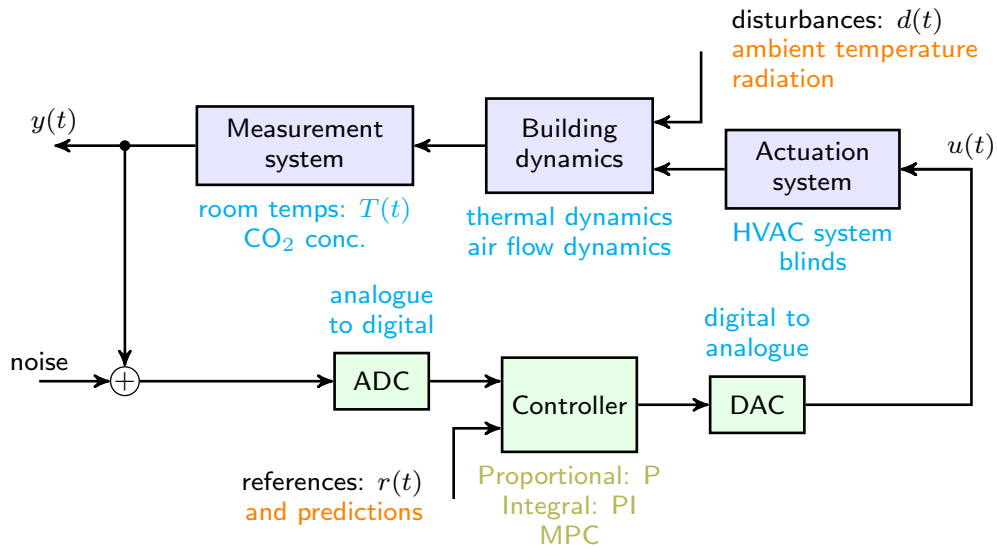 disturbances: d(t)
ambient temperature
radiation
y(t)
Measurement
system
Building
dynamics
Actuation
system
u(t)
room temps: T(t)
CO₂ conc.
thermal dynamics
air flow dynamics
HVAC system
blinds
analogue
to digital
digital to
analogue
noise
+
ADC
Controller
DAC
references: r(t)
and predictions
Proportional: P
Integral: PI
MPC